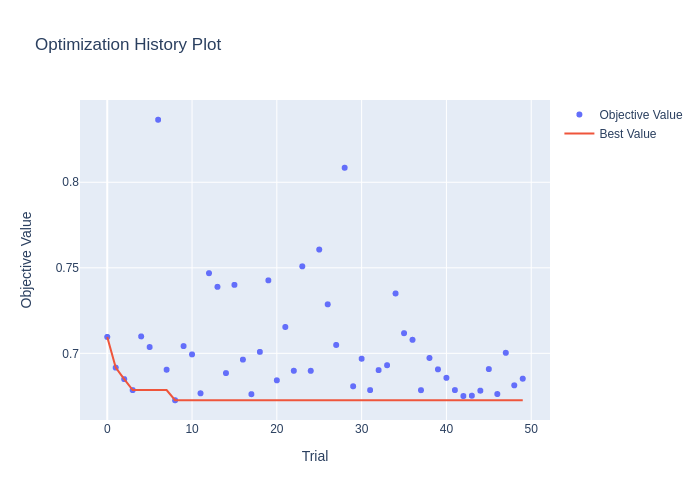 Optimization History Plot
Objective Value
Best Value
0.8
0.75
0.7
Objective Value
0 10 20 30 40 50
Trial